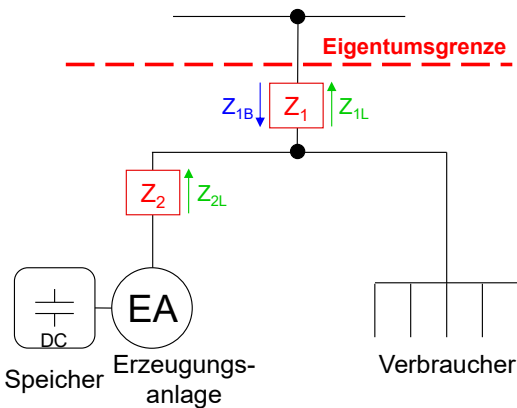 Eigentumsgrenze
Z1B
Z1
Z1L
Z2
Z2L
EA
DC
Speicher
Erzeugungs-
anlage
Verbraucher